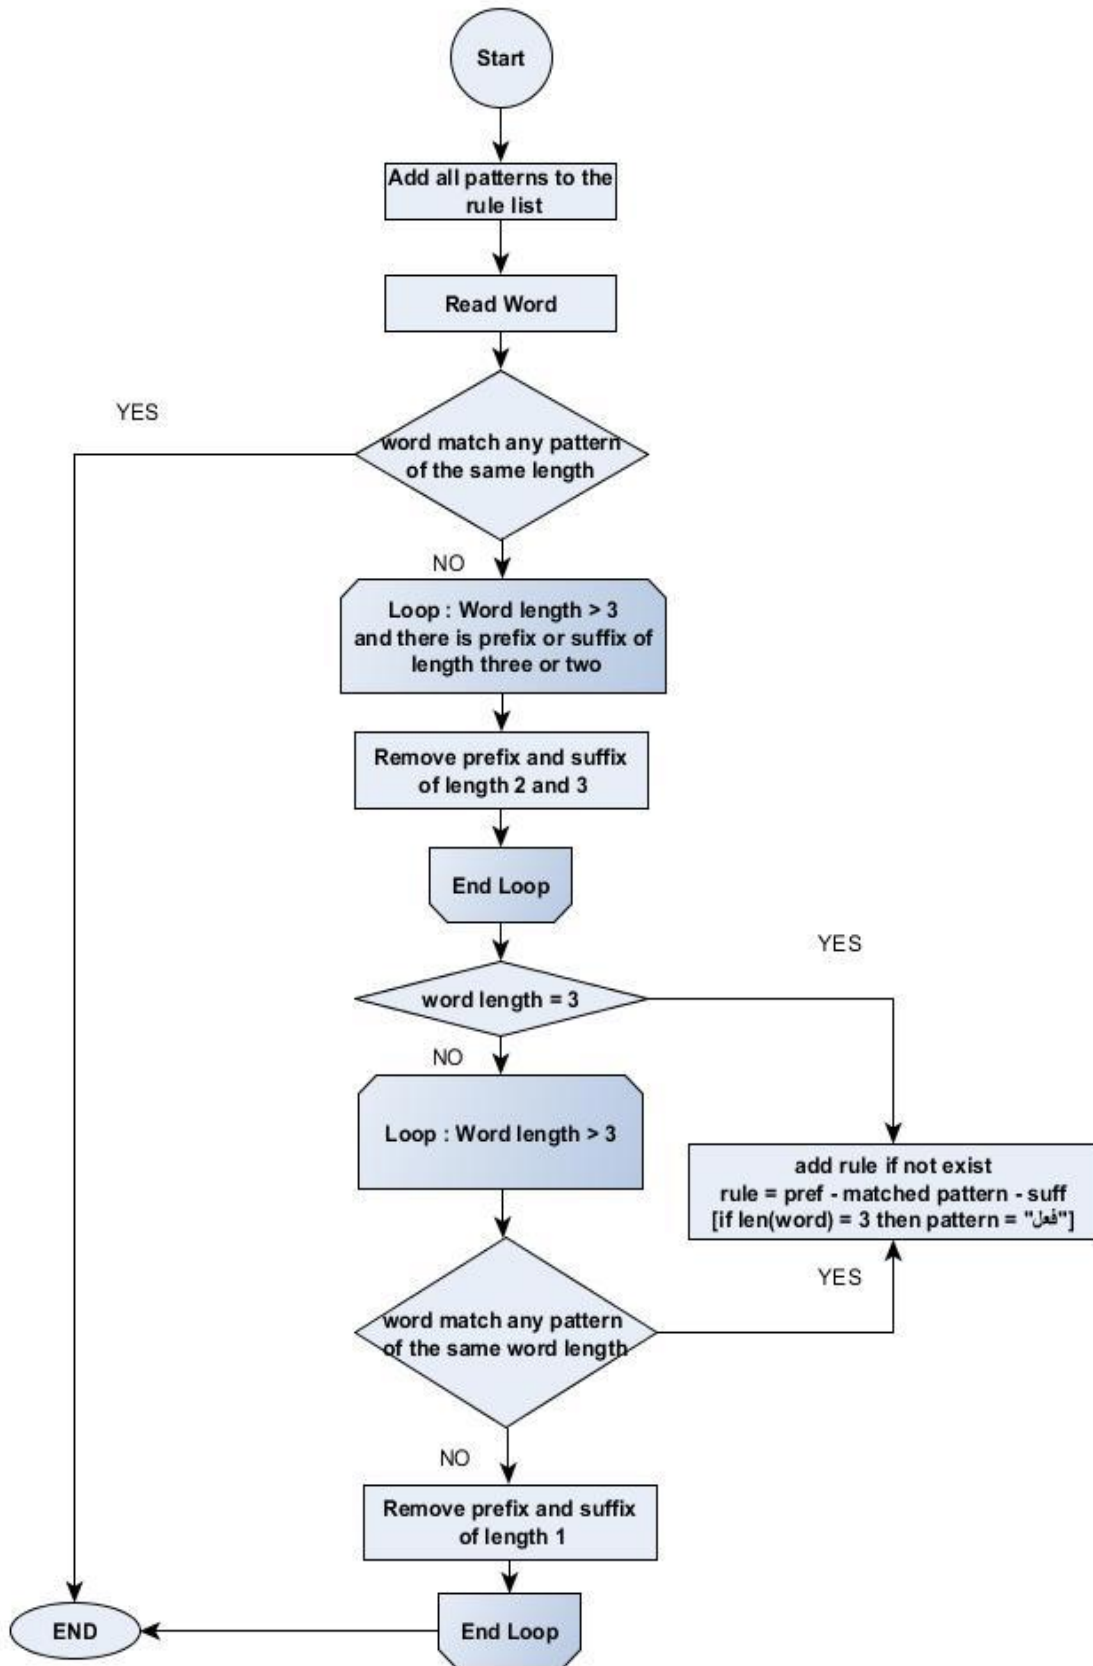 Start
Add all patterns to the
rule list
Read Word
YES
word match any pattern
of the same length
NO
Loop : Word length > 3
and there is prefix or suffix of
length three or two
Remove prefix and suffix
of length 2 and 3
End Loop
YES
word length = 3
NO
Loop : Word length > 3
add rule if not exist
rule = pref - matched pattern - suff
[if len(word) = 3 then pattern = "فعل"]
YES
word match any pattern
of the same word length
NO
Remove prefix and suffix
of length 1
End Loop
END